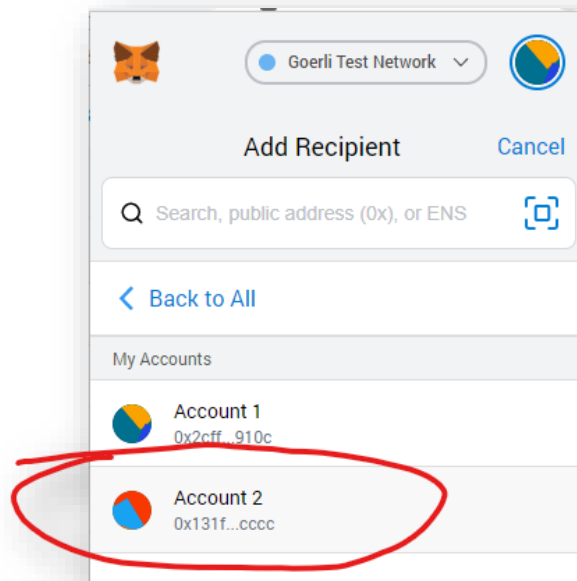 Goerli Test Network
Add Recipient
Cancel
Search, public address (0x), or ENS
Back to All
My Accounts
Account 1
0x2cff...910c
Account 2
0x131f...cccc